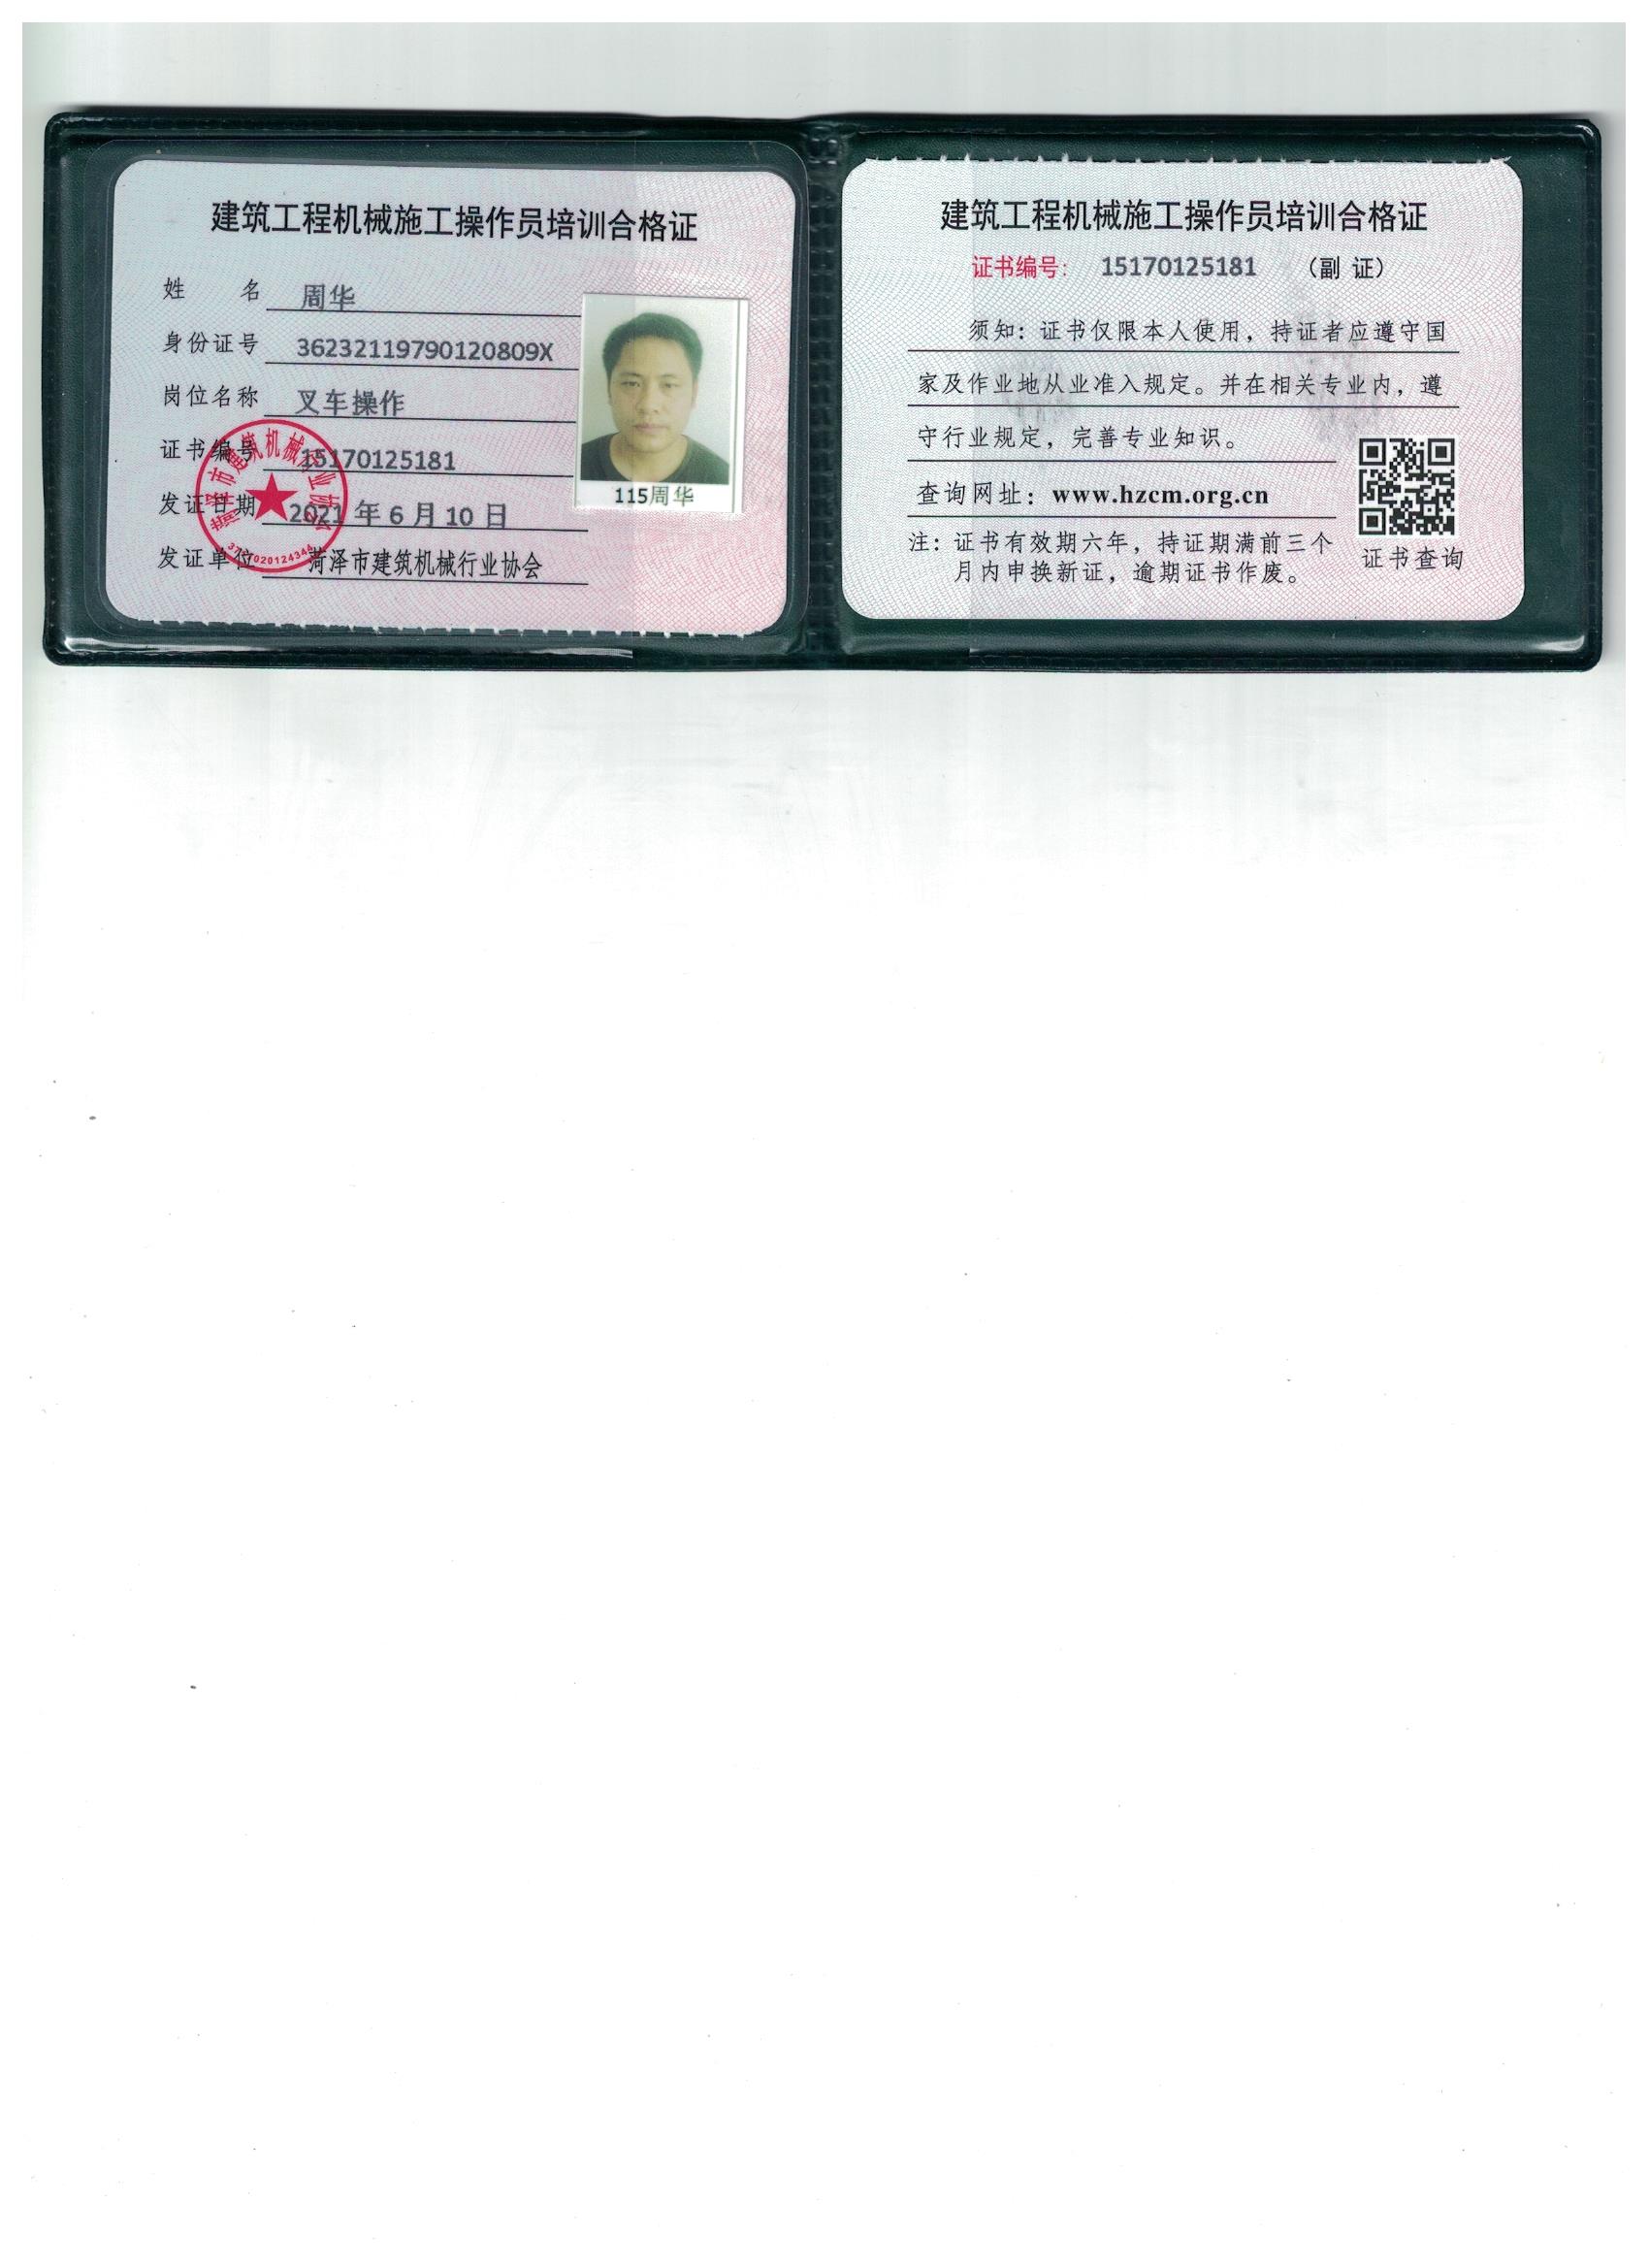 建筑工程机械施工操作员培训合格证
姓 名 周华
身份证号 36232119790120809X
岗位名称 叉车操作
证书编号 15170125181
发证日期 2021 年 6 月 10 日
发证单位 菏泽市建筑机械行业协会
115周华
菏泽市建筑机械行业协会
建筑工程机械施工操作员培训合格证
证书编号： 15170125181 （副 证）
须知：证书仅限本人使用，持证者应遵守国
家及作业地从业准入规定。并在相关专业内，遵
守行业规定，完善专业知识。
查询网址：www.hzcm.org.cn
注：证书有效期六年，持证期满前三个
月内申换新证，逾期证书作废。
证书查询